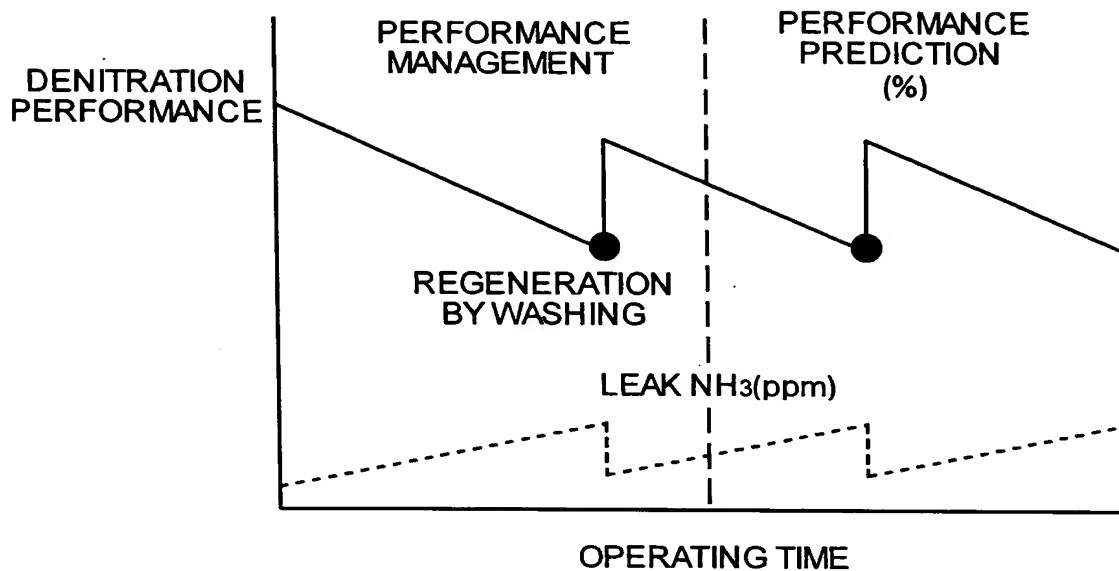 PERFORMANCE
MANAGEMENT
PERFORMANCE
PREDICTION
(%)
DENITRATION
PERFORMANCE
REGENERATION
BY WASHING
LEAK NH₃(ppm)
OPERATING TIME